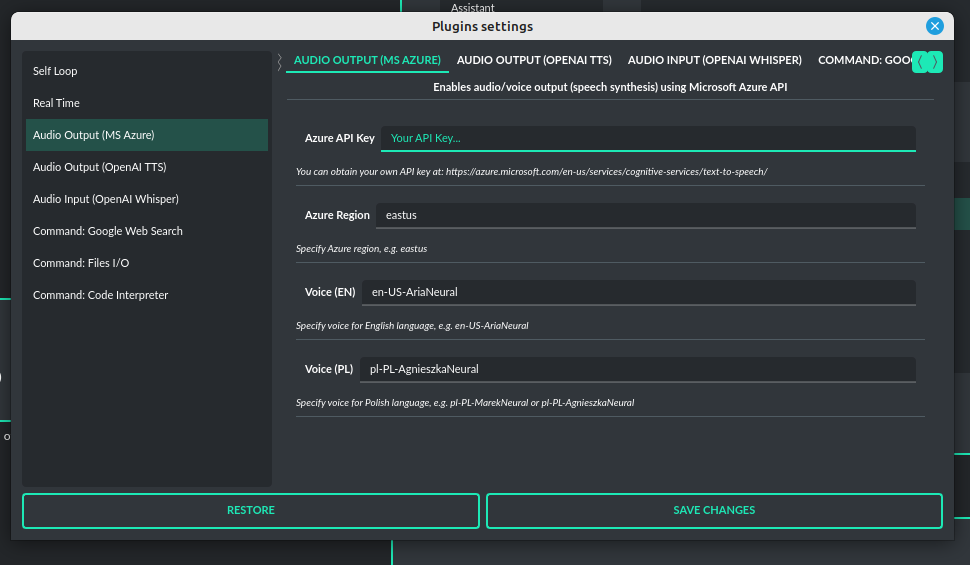 Assistant
Plugins settings
Self Loop
Real Time
Audio Output (MS Azure)
Audio Output (OpenAI TTS)
Audio Input (OpenAI Whisper)
Command: Google Web Search
Command: Files I/O
Command: Code Interpreter
AUDIO OUTPUT (MS AZURE) AUDIO OUTPUT (OPENAI TTS) AUDIO INPUT (OPENAI WHISPER) COMMAND: GOO
Enables audio/voice output (speech synthesis) using Microsoft Azure API
Azure API Key Your API Key...
You can obtain your own API key at: https://azure.microsoft.com/en-us/services/cognitive-services/text-to-speech/
Azure Region eastus
Specify Azure region, e.g. eastus
Voice (EN) en-US-AriaNeural
Specify voice for English language, e.g. en-US-AriaNeural
Voice (PL) pl-PL-AgnieszkaNeural
Specify voice for Polish language, e.g. pl-PL-MarekNeural or pl-PL-AgnieszkaNeural
RESTORE SAVE CHANGES